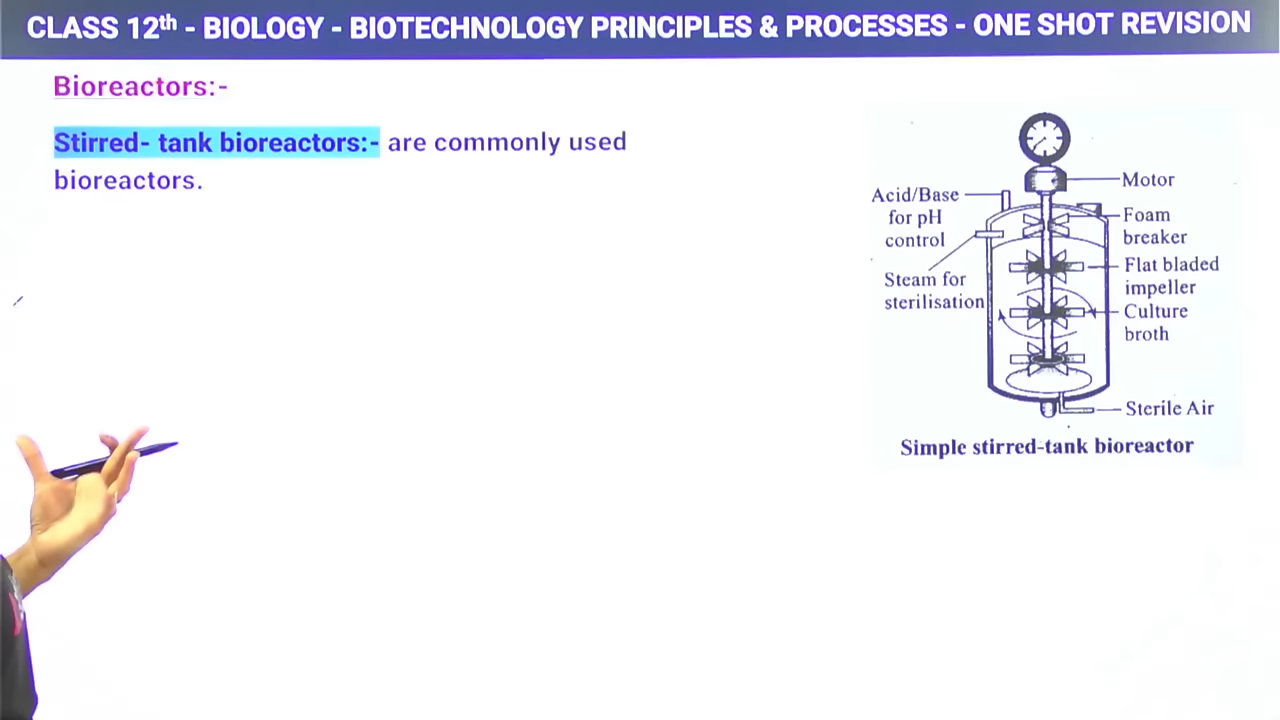 CLASS 12th - BIOLOGY - BIOTECHNOLOGY PRINCIPLES & PROCESSES - ONE SHOT REVISION
Bioreactors:-
Stirred- tank bioreactors:- are commonly used
bioreactors.
Motor
Acid/Base
for pH
control
Foam
breaker
Flat bladed
impeller
Steam for
sterilisation
Culture
broth
Sterile Air
Simple stirred-tank bioreactor